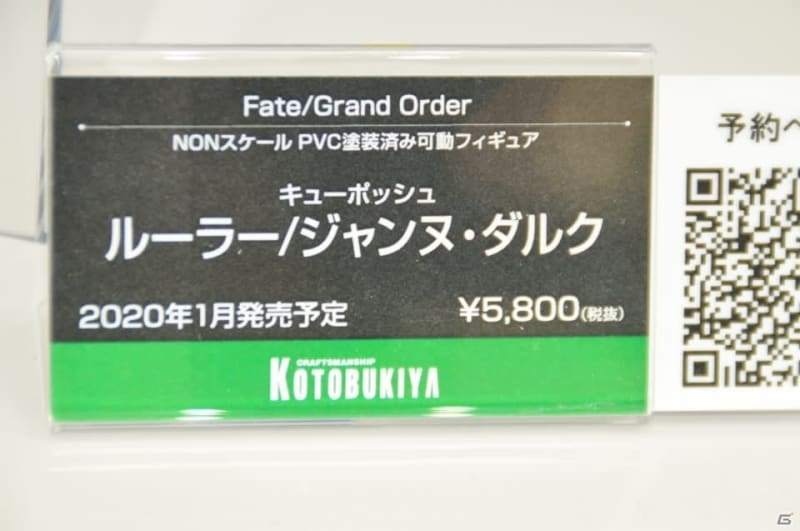 Fate/Grand Order
NONスケール PVC塗装済み可動フィギュア
キューポッシュ
ルーラー/ジャンヌ・ダルク
2020年1月発売予定
¥5,800(税抜)
CRAFTSMANSHIP
KOTOBUKIYA
予約へ